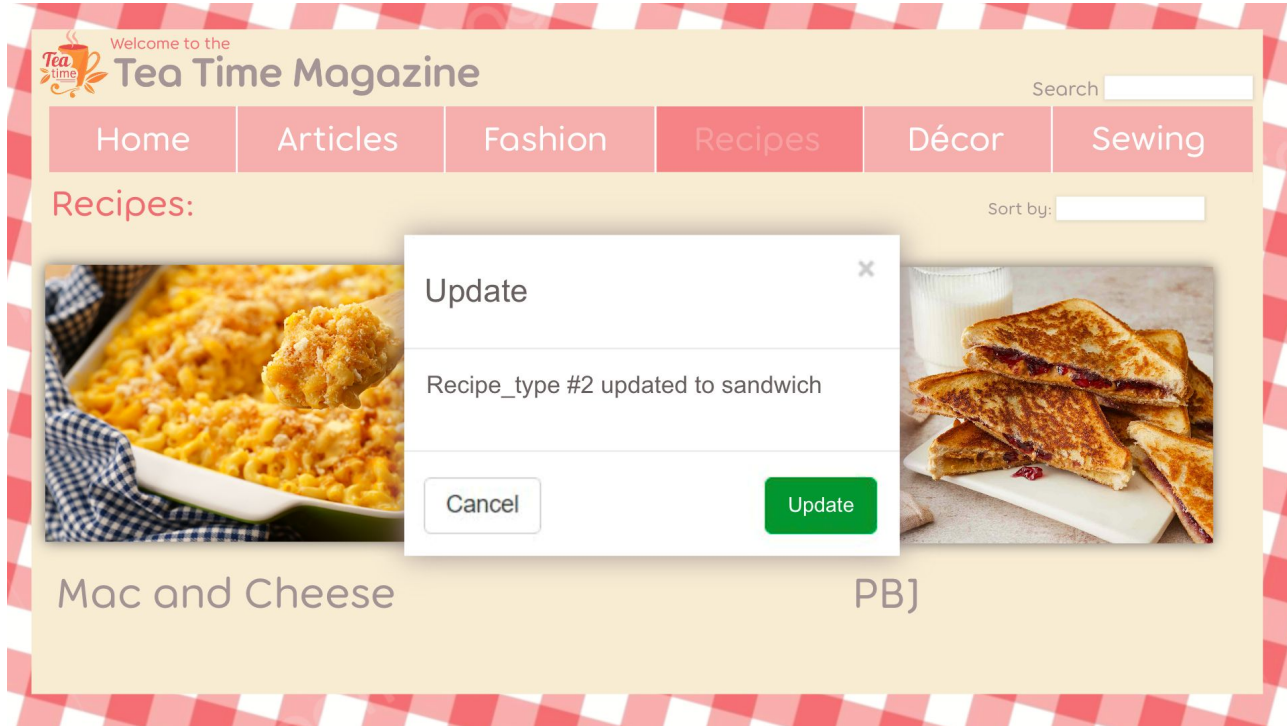 Welcome to the
Tea time
Tea Time Magazine
Search
Home Articles Fashion Recipes Décor Sewing
Recipes:
Sort by:
Update
×
Recipe_type #2 updated to sandwich
Cancel Update
Mac and Cheese PBJ